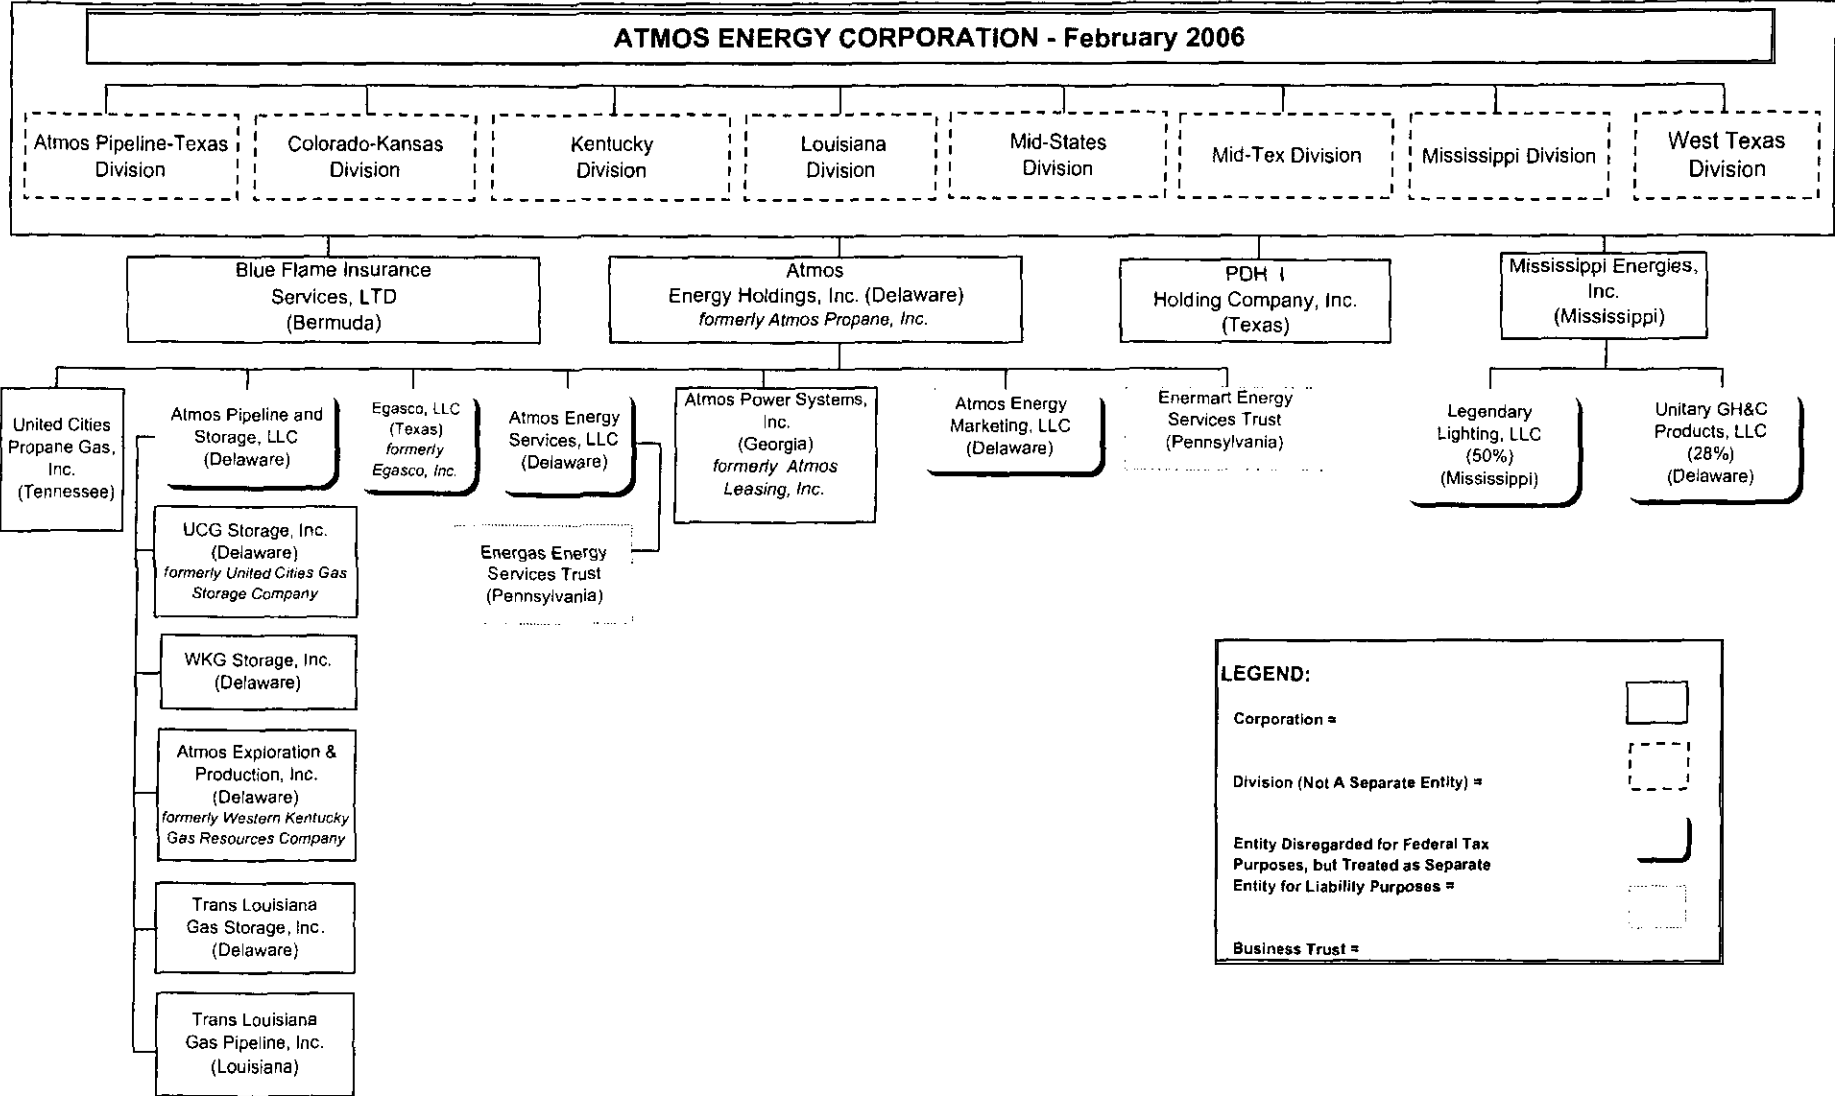 ATMOS ENERGY CORPORATION - February 2006
Atmos Pipeline-Texas
Division
Colorado-Kansas
Division
Kentucky
Division
Louisiana
Division
Mid-States
Division
Mid-Tex Division
Mississippi Division
West Texas
Division
Blue Flame Insurance
Services, LTD
(Bermuda)
Atmos
Energy Holdings, Inc. (Delaware)
formerly Atmos Propane, Inc.
PDH I
Holding Company, Inc.
(Texas)
Mississippi Energies,
Inc.
(Mississippi)
United Cities
Propane Gas,
Inc.
(Tennessee)
Atmos Pipeline and
Storage, LLC
(Delaware)
Egasco, LLC
(Texas)
formerly
Egasco, Inc.
Atmos Energy
Services, LLC
(Delaware)
Atmos Power Systems,
Inc.
(Georgia)
formerly Atmos
Leasing, Inc.
Atmos Energy
Marketing, LLC
(Delaware)
Enermart Energy
Services Trust
(Pennsylvania)
Legendary
Lighting, LLC
(50%)
(Mississippi)
Unitary GH&C
Products, LLC
(28%)
(Delaware)
UCG Storage, Inc.
(Delaware)
formerly United Cities Gas
Storage Company
Energas Energy
Services Trust
(Pennsylvania)
WKG Storage, Inc.
(Delaware)
Atmos Exploration &
Production, Inc.
(Delaware)
formerly Western Kentucky
Gas Resources Company
Trans Louisiana
Gas Storage, Inc.
(Delaware)
Trans Louisiana
Gas Pipeline, Inc.
(Louisiana)
LEGEND:
Corporation =
Division (Not A Separate Entity) =
Entity Disregarded for Federal Tax
Purposes, but Treated as Separate
Entity for Liability Purposes =
Business Trust =